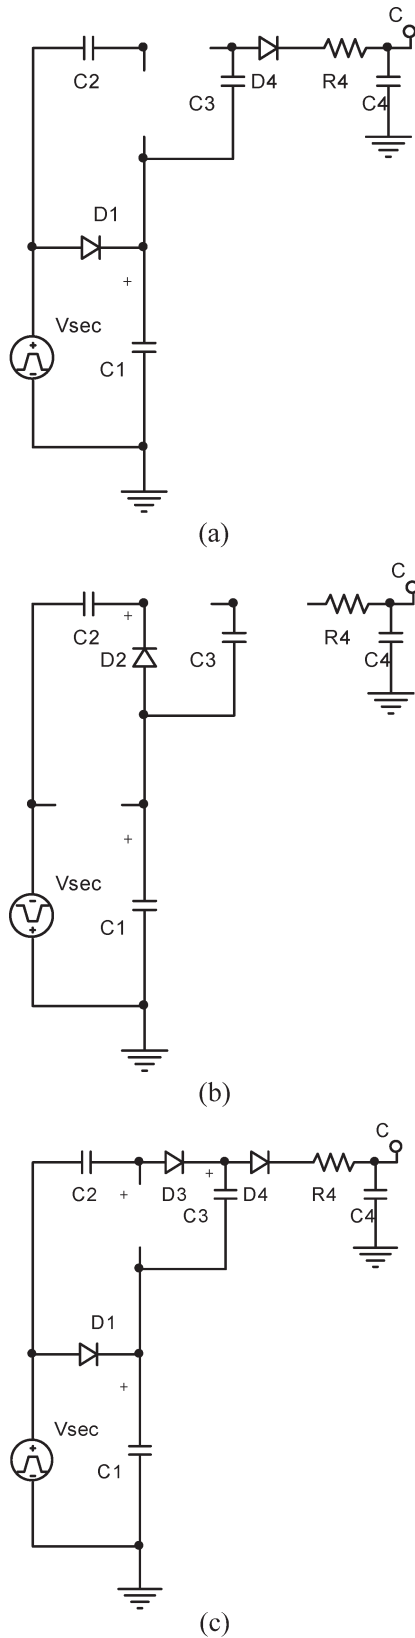 C
C2 D4 R4 C4
C3
D1
+
Vsec
+
C1
-
(a)
C
C2 + R4
D2 C3 C4
+
Vsec
-
C1
+
(b)
C
C2 D3 + D4 R4
+ C3 C4
D1
+
Vsec
+
C1
-
(c)